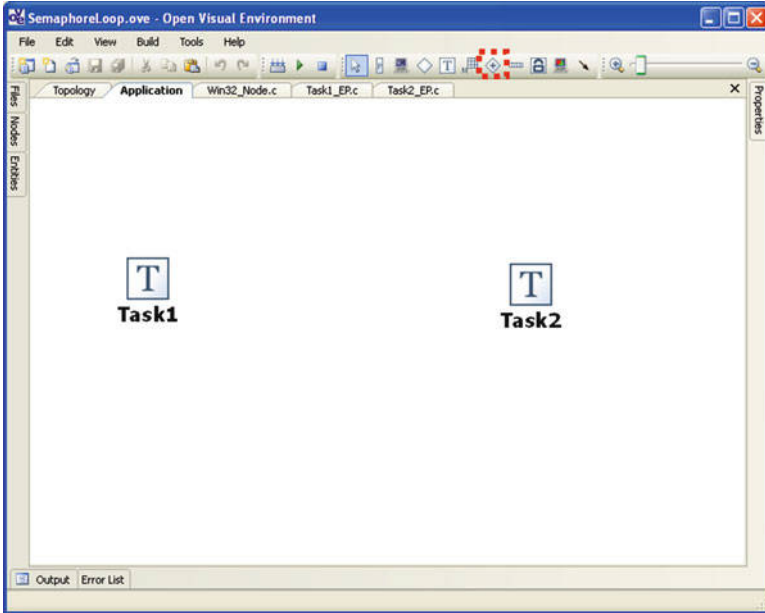 SemaphoreLoop.ove - Open Visual Environment
File Edit View Build Tools Help
Topology Application Win32_Node.c Task1_EP.c Task2_EP.c
Files
Nodes
Entities
Properties
T
Task1
T
Task2
Output Error List